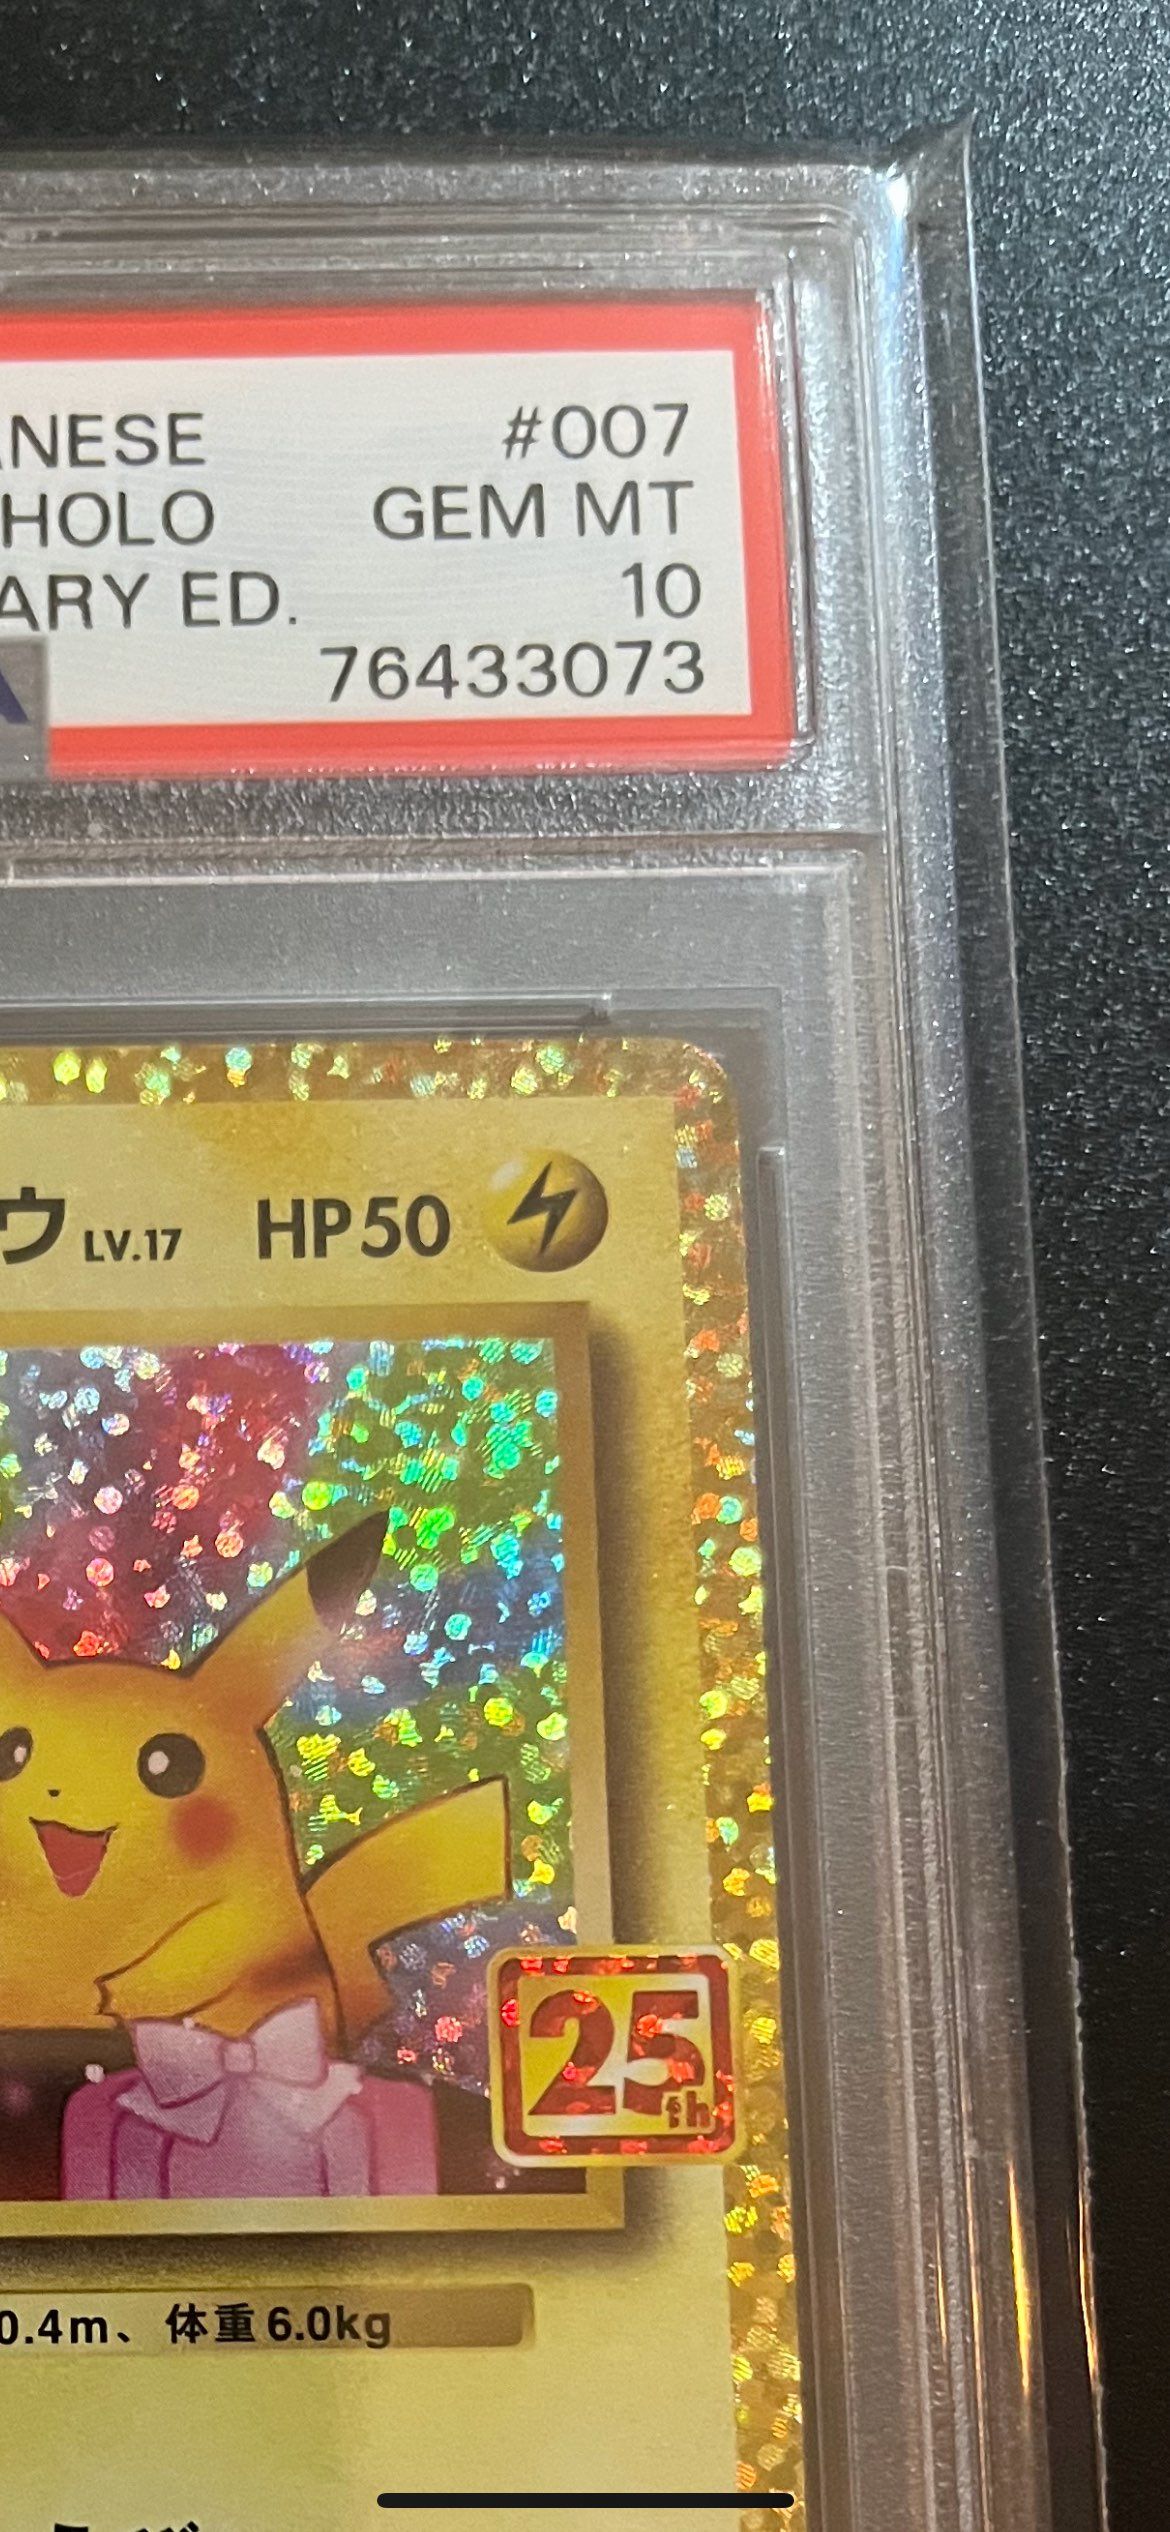 ANESE #007
HOLO GEM MT
ARY ED. 10
76433073
ウ LV.17 HP50
25th
0.4m、体重6.0kg